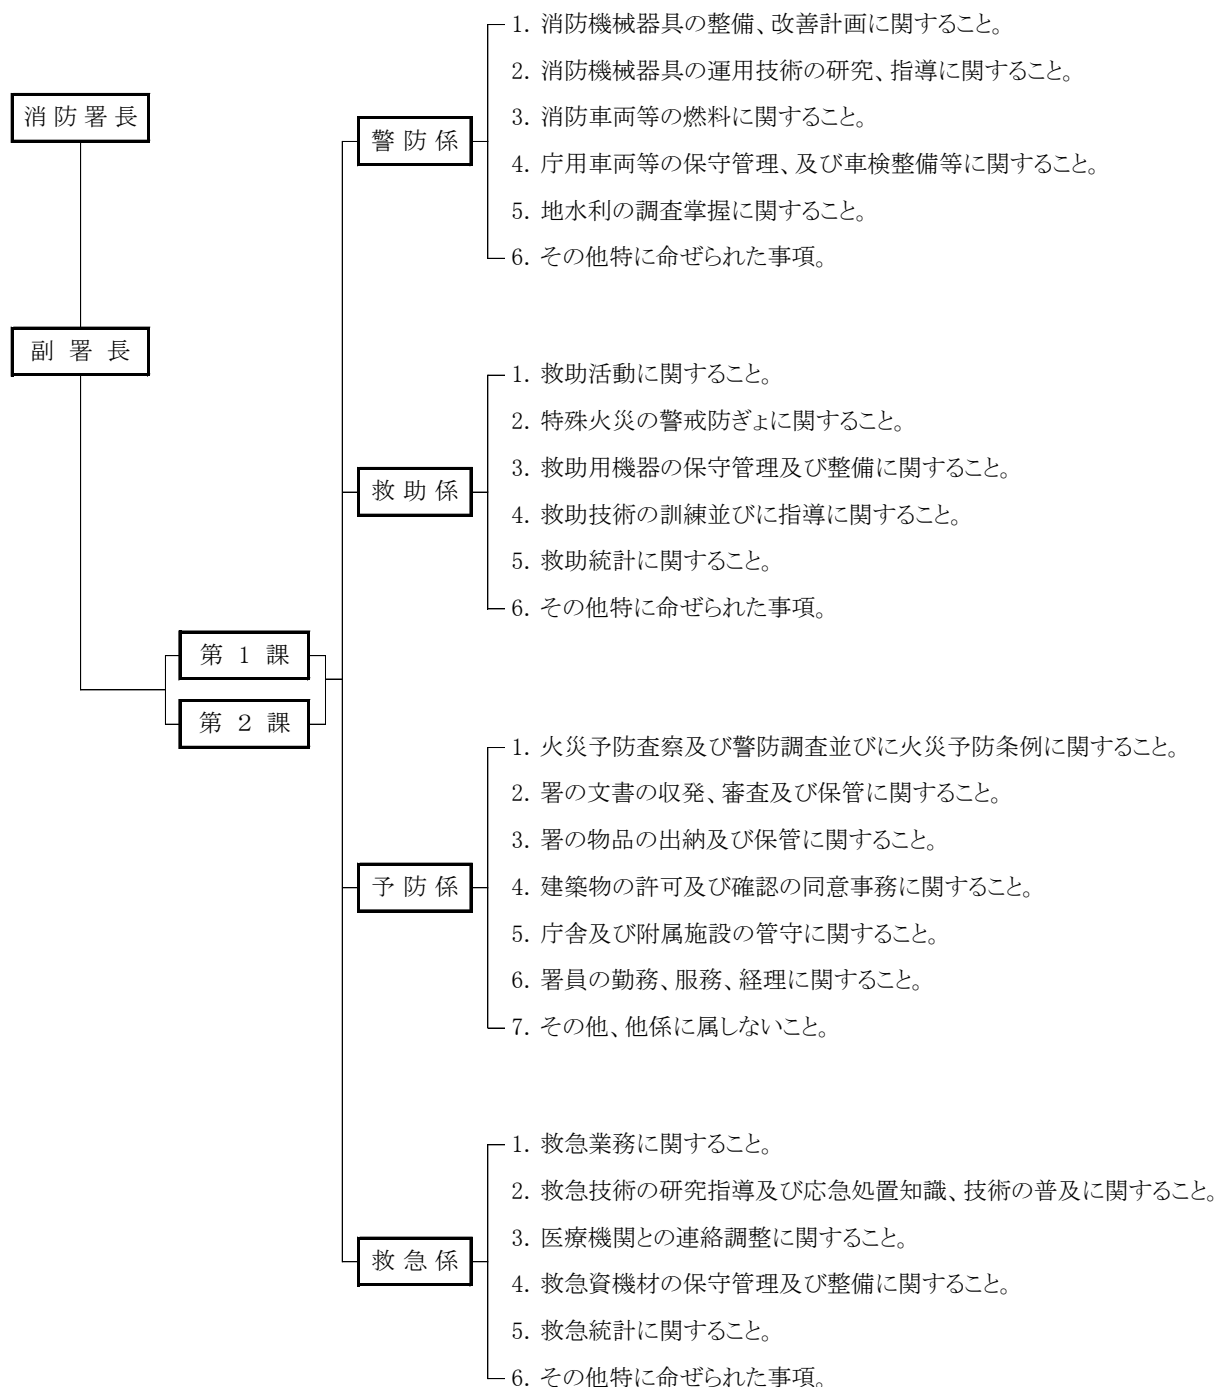 消防署長
副署長
第1課
第2課
警防係
1. 消防機械器具の整備、改善計画に関すること。
2. 消防機械器具の運用技術の研究、指導に関すること。
3. 消防車両等の燃料に関すること。
4. 庁用車両等の保守管理、及び車検整備等に関すること。
5. 地水利の調査掌握に関すること。
6. その他特に命ぜられた事項。
救助係
1. 救助活動に関すること。
2. 特殊火災の警戒防ぎょに関すること。
3. 救助用機器の保守管理及び整備に関すること。
4. 救助技術の訓練並びに指導に関すること。
5. 救助統計に関すること。
6. その他特に命ぜられた事項。
予防係
1. 火災予防査察及び警防調査並びに火災予防条例に関すること。
2. 署の文書の収発、審査及び保管に関すること。
3. 署の物品の出納及び保管に関すること。
4. 建築物の許可及び確認の同意事務に関すること。
5. 庁舎及び附属施設の管守に関すること。
6. 署員の勤務、服務、経理に関すること。
7. その他、他係に属しないこと。
救急係
1. 救急業務に関すること。
2. 救急技術の研究指導及び応急処置知識、技術の普及に関すること。
3. 医療機関との連絡調整に関すること。
4. 救急資機材の保守管理及び整備に関すること。
5. 救急統計に関すること。
6. その他特に命ぜられた事項。